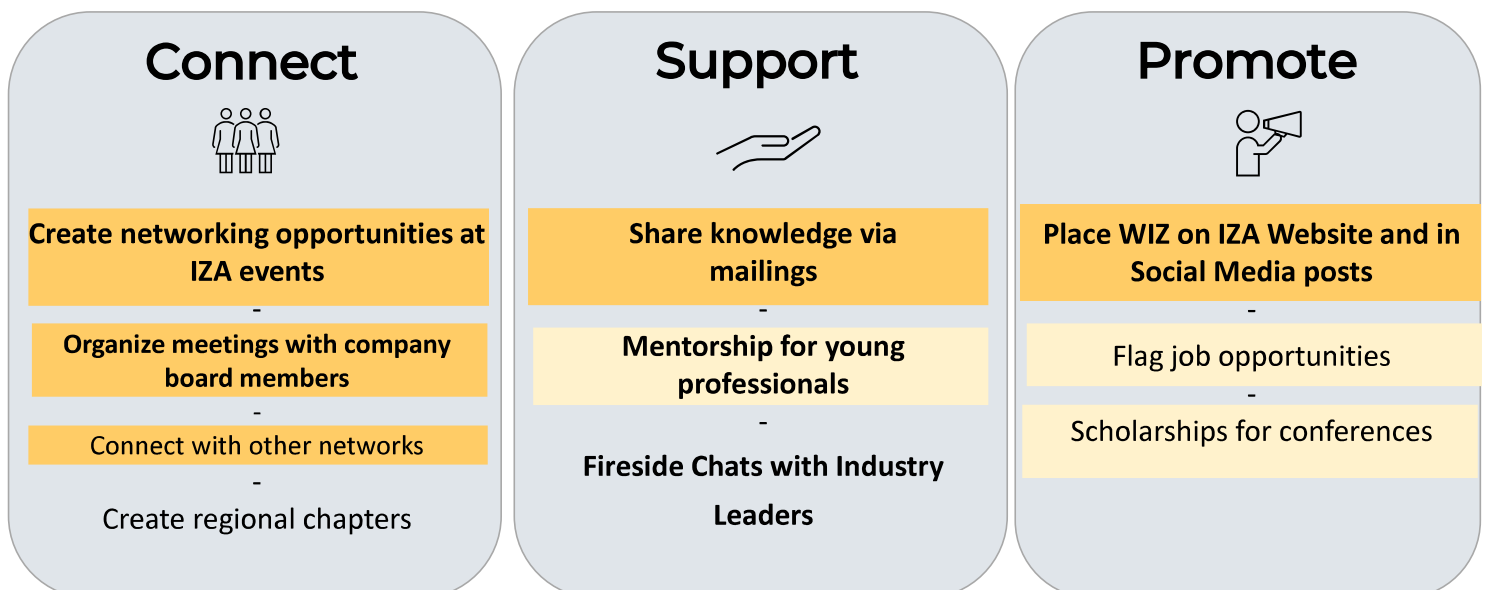 Connect
Create networking opportunities at
IZA events
-
Organize meetings with company
board members
-
Connect with other networks
-
Create regional chapters
Support
Share knowledge via
mailings
-
Mentorship for young
professionals
-
Fireside Chats with Industry
Leaders
Promote
Place WIZ on IZA Website and in
Social Media posts
-
Flag job opportunities
-
Scholarships for conferences